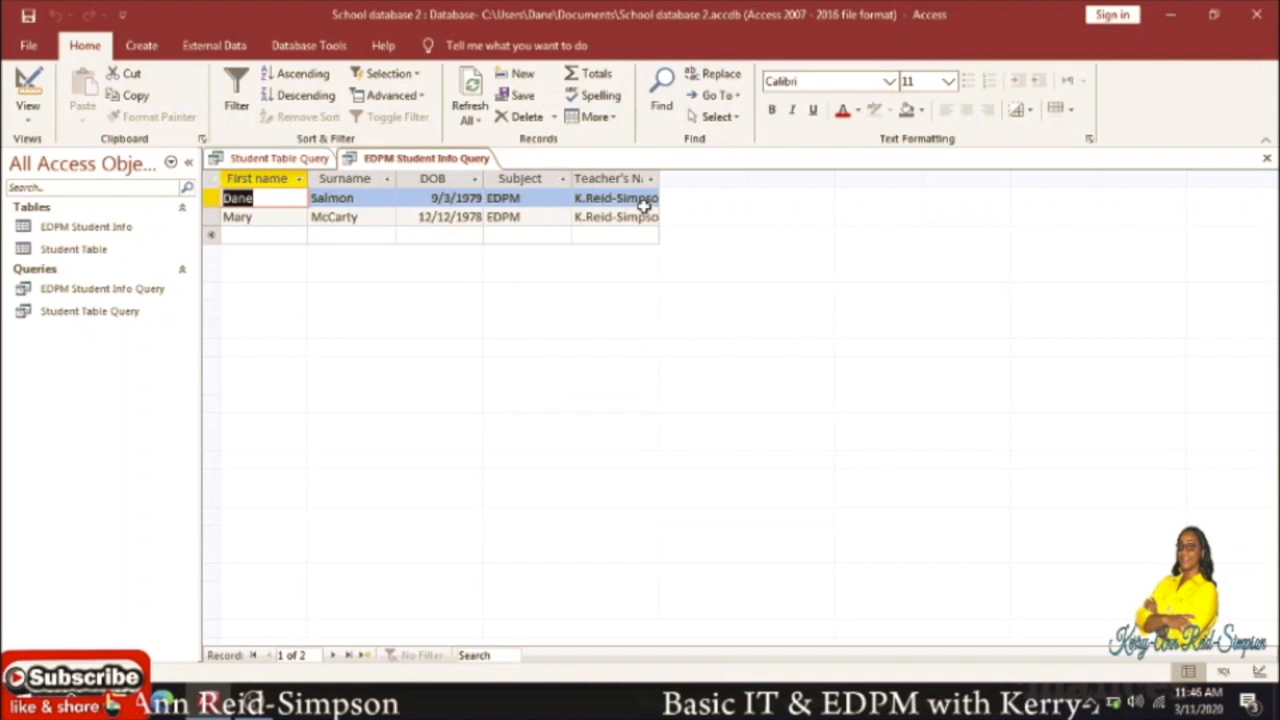 School database 2 : Database- C:\Users\Dane\Documents\School database 2.accdb (Access 2007 - 2016 file format) - Access
Sign in
File Home Create External Data Database Tools Help Tell me what you want to do
View
Views
Paste
Cut
Copy
Format Painter
Clipboard
Filter
Ascending
Descending
Remove Sort
Selection
Advanced
Toggle Filter
Sort & Filter
Refresh
All
New
Save
Delete
Totals
Spelling
More
Records
Find
Replace
Go To
Select
Find
Calibri 11
B I U A
Text Formatting
All Access Obje...
Search...
Tables
EDPM Student Info
Student Table
Queries
EDPM Student Info Query
Student Table Query
Student Table Query EDPM Student Info Query
First name Surname DOB Subject Teacher's Na
Dane Salmon 9/3/1979 EDPM K.Reid-Simpso
Mary McCarty 12/12/1978 EDPM K.Reid-Simpso
Record: 1 of 2 No Filter Search
Kerry-Ann Reid-Simpson
SQL
Subscribe
like & share
Ann Reid-Simpson
Basic IT & EDPM with Kerry-
11:46 AM
3/11/2020
3